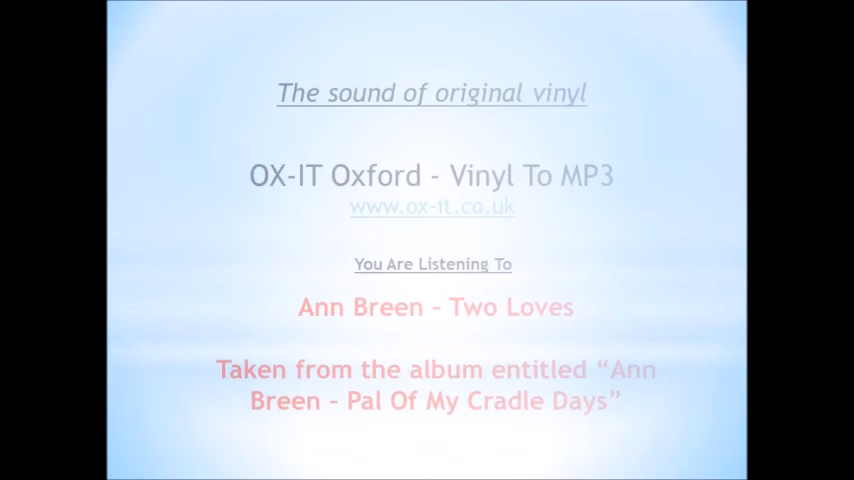 The sound of original vinyl
OX-IT Oxford - Vinyl To MP3
www.ox-it.co.uk
You Are Listening To
Ann Breen – Two Loves
Taken from the album entitled “Ann
Breen – Pal Of My Cradle Days”